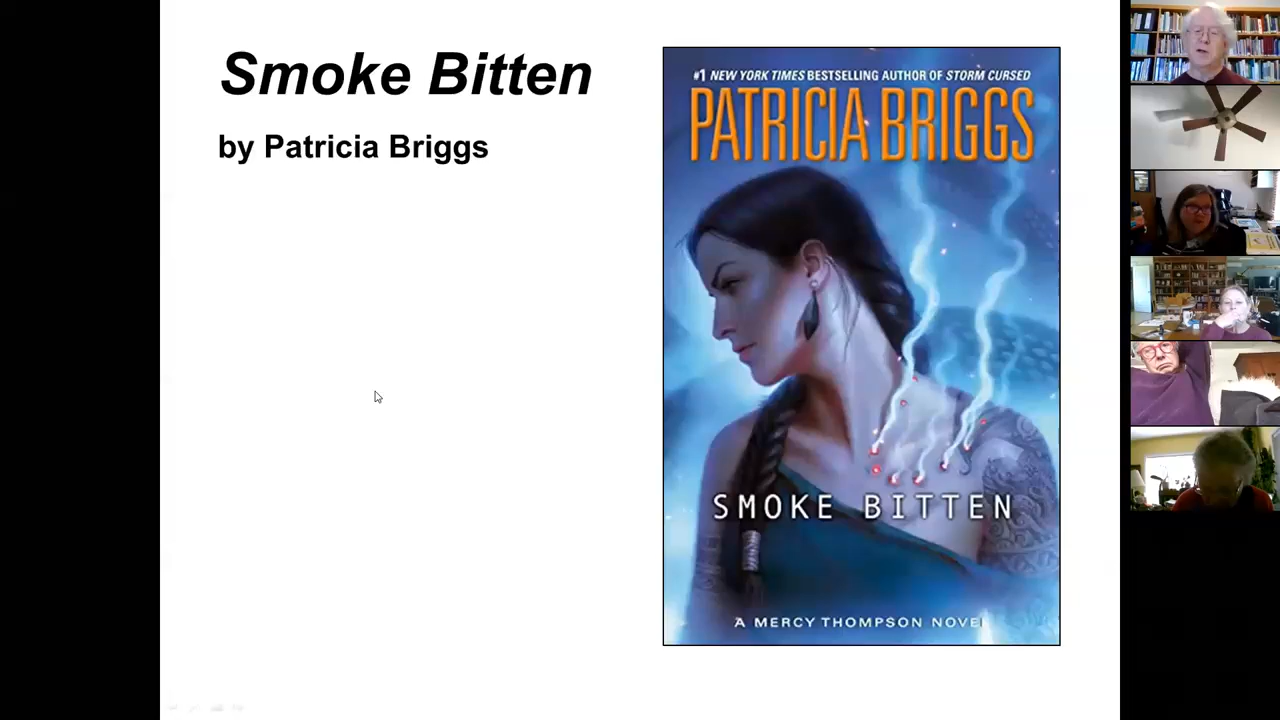 Smoke Bitten
by Patricia Briggs
#1 NEW YORK TIMES BESTSELLING AUTHOR OF STORM CURSED
PATRICIA BRIGGS
SMOKE BITTEN
A MERCY THOMPSON NOVEL